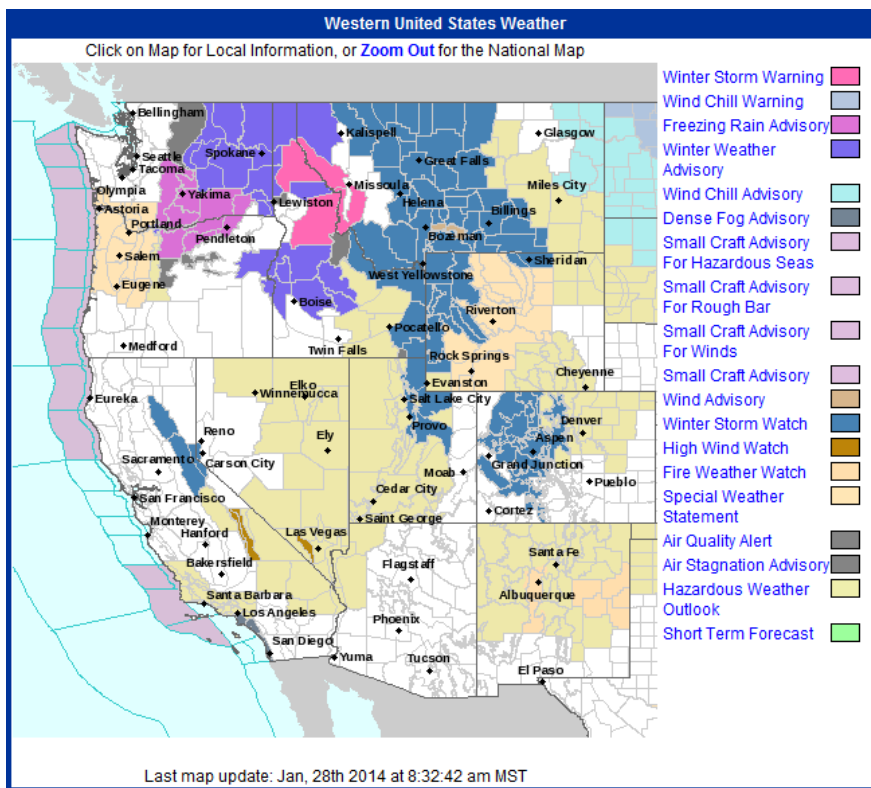 Western United States Weather
Click on Map for Local Information, or Zoom Out for the National Map
Bellingham
Seattle
Tacoma
Olympia
Astoria
Portland
Salem
Eugene
Medford
Spokane
Yakima
Pendleton
Lewiston
Kalispell
Missoula
Great Falls
Helena
Bozeman
Billings
Glasgow
Miles City
West Yellowstone
Sheridan
Boise
Twin Falls
Pocatello
Riverton
Rock Springs
Evanston
Cheyenne
Eureka
Winnemucca
Elko
Ely
Reno
Carson City
Sacramento
San Francisco
Monterey
Hanford
Bakersfield
Santa Barbara
Los Angeles
San Diego
Las Vegas
Salt Lake City
Provo
Moab
Cedar City
Saint George
Grand Junction
Aspen
Denver
Pueblo
Cortez
Flagstaff
Phoenix
Yuma
Tucson
Santa Fe
Albuquerque
El Paso
Winter Storm Warning
Wind Chill Warning
Freezing Rain Advisory
Winter Weather
Advisory
Wind Chill Advisory
Dense Fog Advisory
Small Craft Advisory
For Hazardous Seas
Small Craft Advisory
For Rough Bar
Small Craft Advisory
For Winds
Small Craft Advisory
Wind Advisory
Winter Storm Watch
High Wind Watch
Fire Weather Watch
Special Weather
Statement
Air Quality Alert
Air Stagnation Advisory
Hazardous Weather
Outlook
Short Term Forecast
Last map update: Jan, 28th 2014 at 8:32:42 am MST